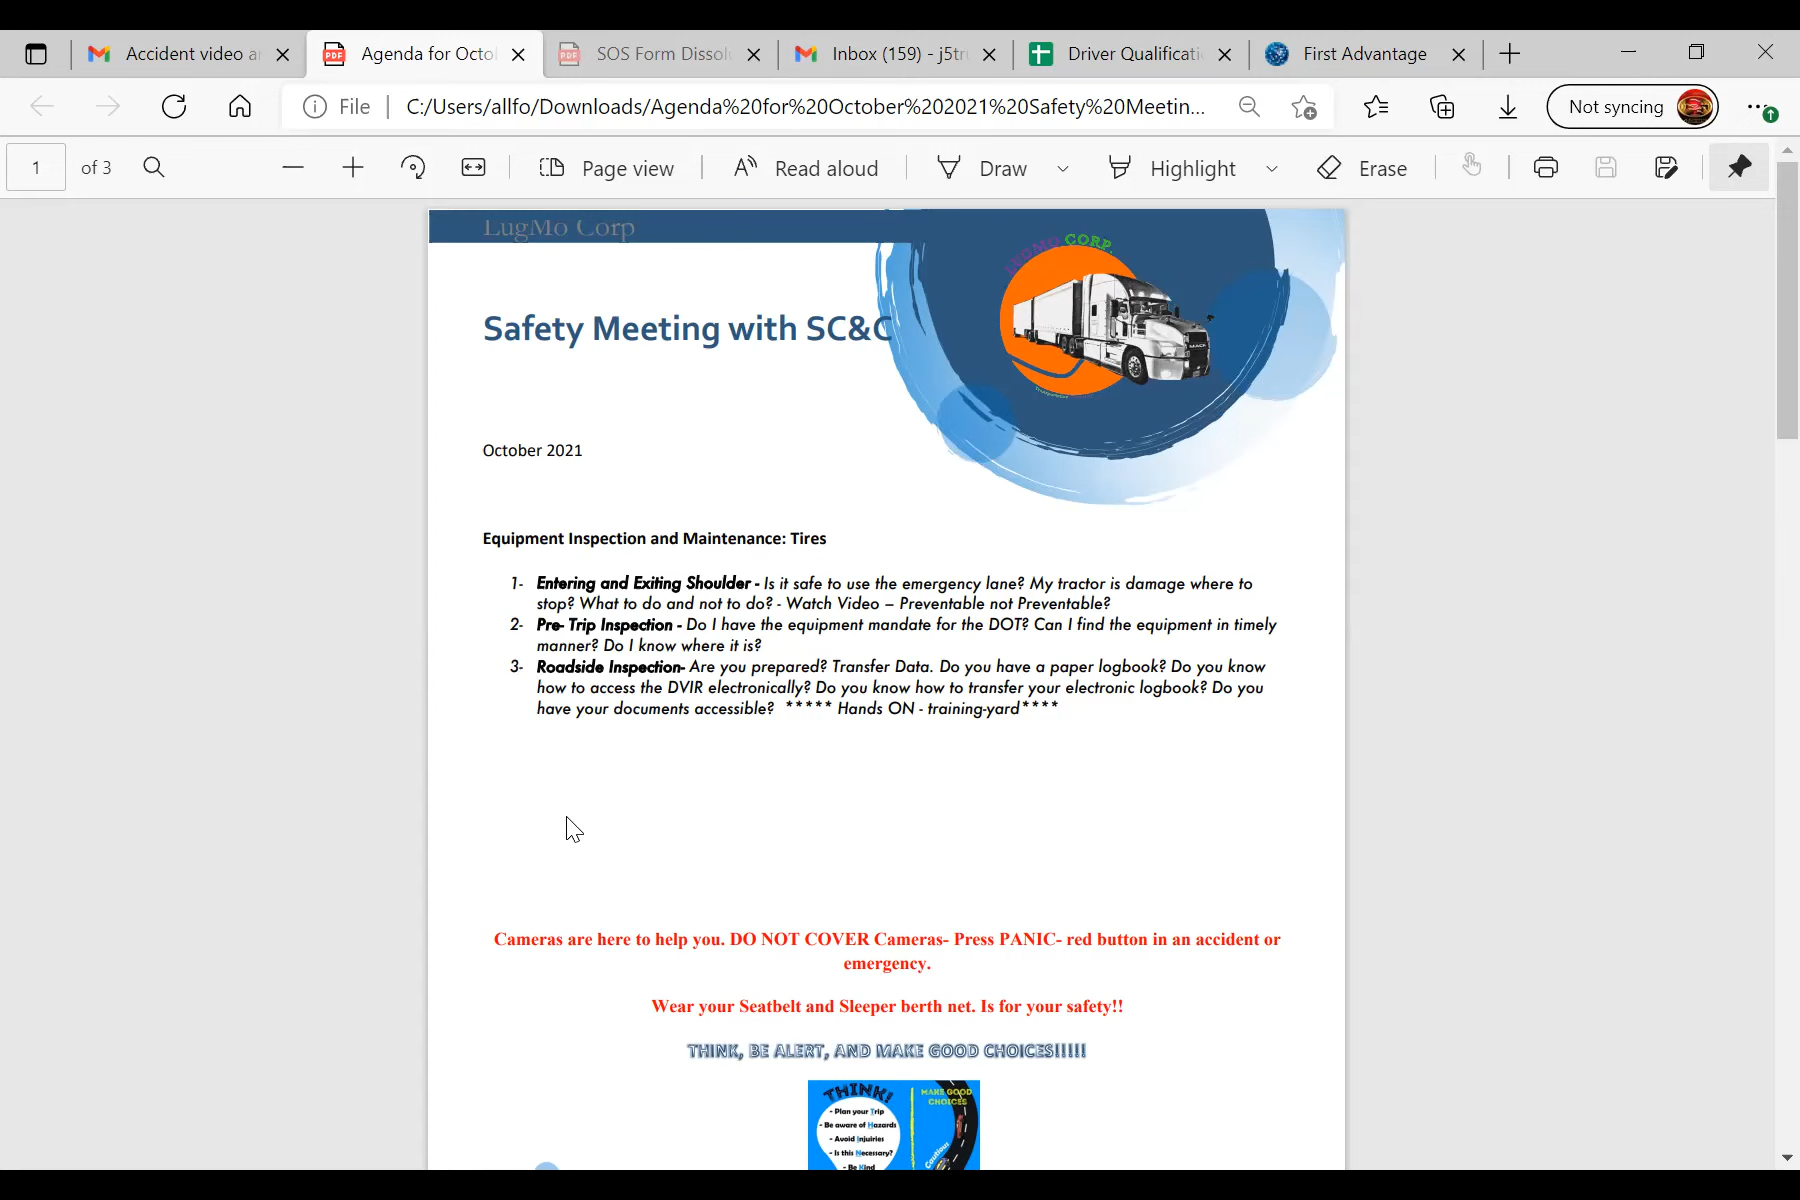 Accident video a
Agenda for Octo
SOS Form Dissol
Inbox (159) - j5tr
Driver Qualificati
First Advantage
File
C:/Users/allfo/Downloads/Agenda%20for%20October%202021%20Safety%20Meetin...
Not syncing
1 of 3
Page view
Read aloud
Draw
Highlight
Erase
LugMo Corp
LUGMO CORP.
MACK
Safety Meeting with SC&C
October 2021
Equipment Inspection and Maintenance: Tires
1- Entering and Exiting Shoulder - Is it safe to use the emergency lane? My tractor is damage where to
stop? What to do and not to do? - Watch Video – Preventable not Preventable?
2- Pre- Trip Inspection - Do I have the equipment mandate for the DOT? Can I find the equipment in timely
manner? Do I know where it is?
3- Roadside Inspection- Are you prepared? Transfer Data. Do you have a paper logbook? Do you know
how to access the DVIR electronically? Do you know how to transfer your electronic logbook? Do you
have your documents accessible? ***** Hands ON - training-yard****
Cameras are here to help you. DO NOT COVER Cameras- Press PANIC- red button in an accident or
emergency.
Wear your Seatbelt and Sleeper berth net. Is for your safety!!
THINK, BE ALERT, AND MAKE GOOD CHOICES!!!!!
THINK!
- Plan your Trip
- Be aware of Hazards
- Avoid Injuiries
- Is this Necessary?
- Be Kind
MAKE GOOD
CHOICES
Cautious